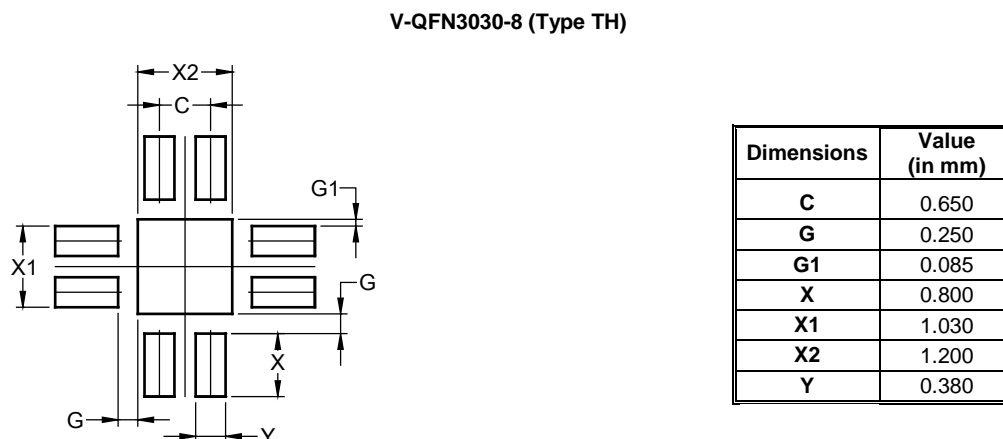 V-QFN3030-8 (Type TH)
X2
C
G1
X1
G
X
G
Y
Dimensions Value (in mm)
C 0.650
G 0.250
G1 0.085
X 0.800
X1 1.030
X2 1.200
Y 0.380